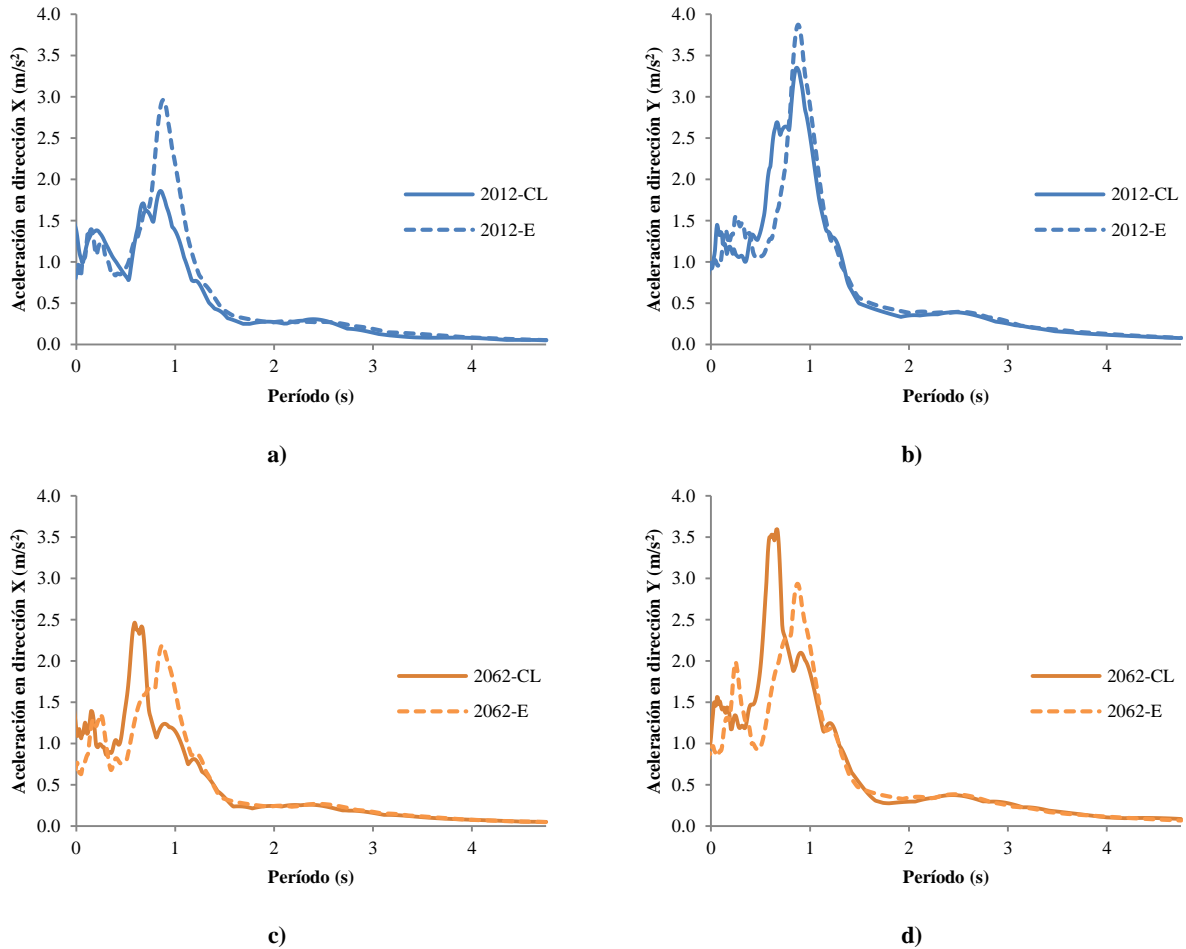 4.0
3.5
3.0
2.5
2.0
1.5
1.0
0.5
0.0
Aceleración en dirección X (m/s²)
0 1 2 3 4
Período (s)
2012-CL
2012-E
a)
4.0
3.5
3.0
2.5
2.0
1.5
1.0
0.5
0.0
Aceleración en dirección Y (m/s²)
0 1 2 3 4
Período (s)
2012-CL
2012-E
b)
4.0
3.5
3.0
2.5
2.0
1.5
1.0
0.5
0.0
Aceleración en dirección X (m/s²)
0 1 2 3 4
Período (s)
2062-CL
2062-E
c)
4.0
3.5
3.0
2.5
2.0
1.5
1.0
0.5
0.0
Aceleración en dirección Y (m/s²)
0 1 2 3 4
Período (s)
2062-CL
2062-E
d)